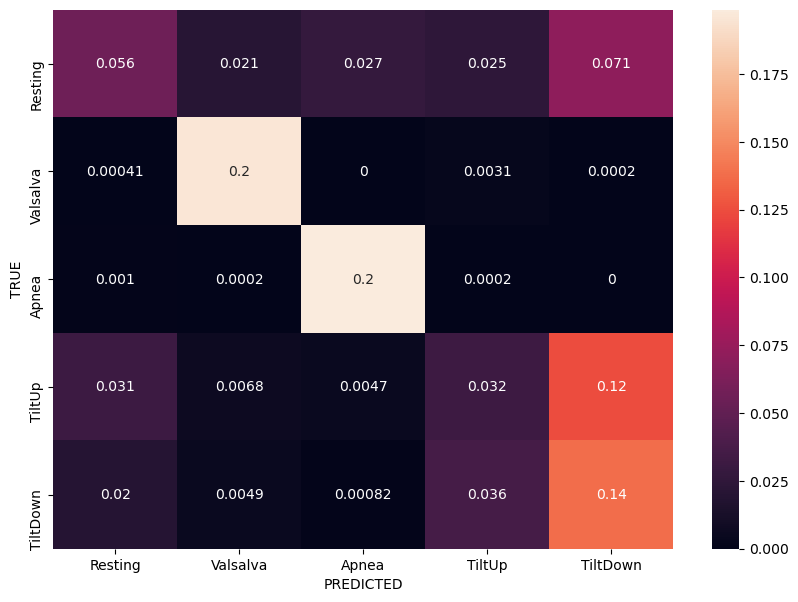 Resting 0.056 0.021 0.027 0.025 0.071
Valsalva 0.00041 0.2 0 0.0031 0.0002
Apnea 0.001 0.0002 0.2 0.0002 0
TiltUp 0.031 0.0068 0.0047 0.032 0.12
TiltDown 0.02 0.0049 0.00082 0.036 0.14
TRUE
Resting Valsalva Apnea TiltUp TiltDown
PREDICTED
0.175
0.150
0.125
0.100
0.075
0.050
0.025
0.000